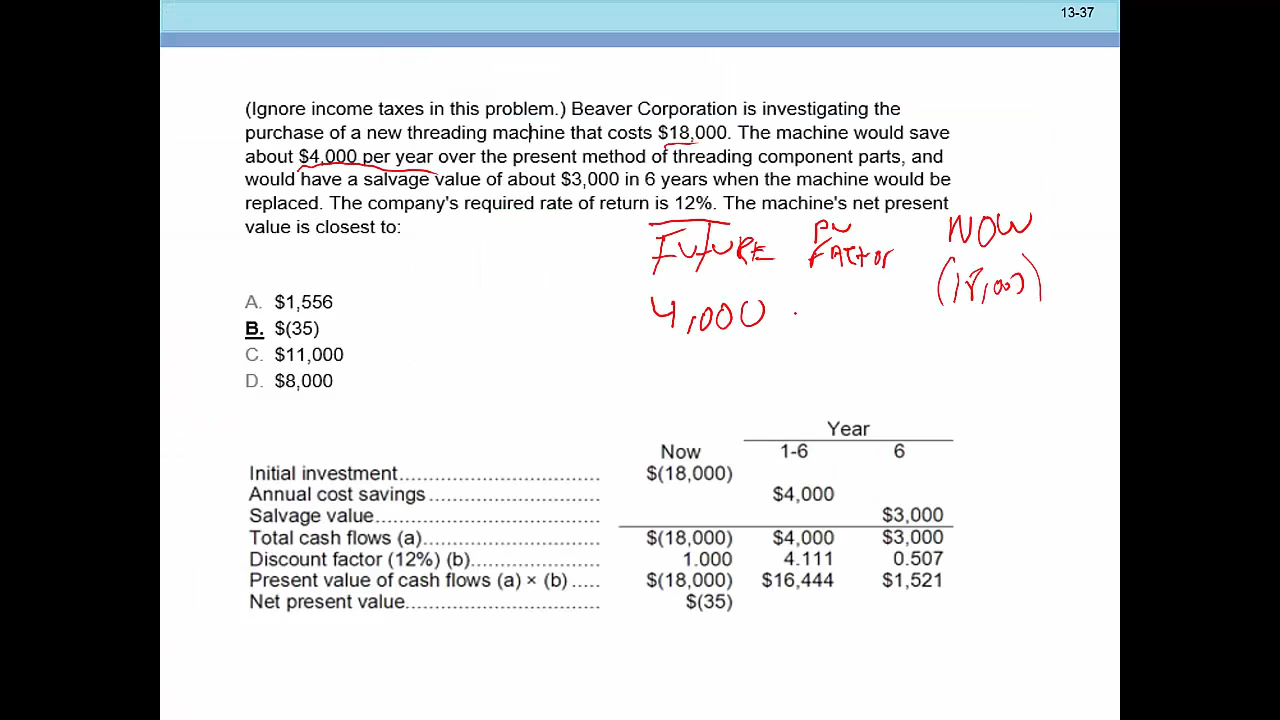 13-37
(Ignore income taxes in this problem.) Beaver Corporation is investigating the
purchase of a new threading machine that costs $18,000. The machine would save
about $4,000 per year over the present method of threading component parts, and
would have a salvage value of about $3,000 in 6 years when the machine would be
replaced. The company's required rate of return is 12%. The machine's net present
value is closest to:
FUTURE PV FACTOR NOW
(18,000)
4,000
A. $1,556
B. $(35)
C. $11,000
D. $8,000
Year
Now 1-6 6
Initial investment................................... $(18,000)
Annual cost savings.............................. $4,000
Salvage value....................................... $3,000
Total cash flows (a)............................... $(18,000) $4,000 $3,000
Discount factor (12%) (b)....................... 1.000 4.111 0.507
Present value of cash flows (a) × (b)..... $(18,000) $16,444 $1,521
Net present value.................................. $(35)